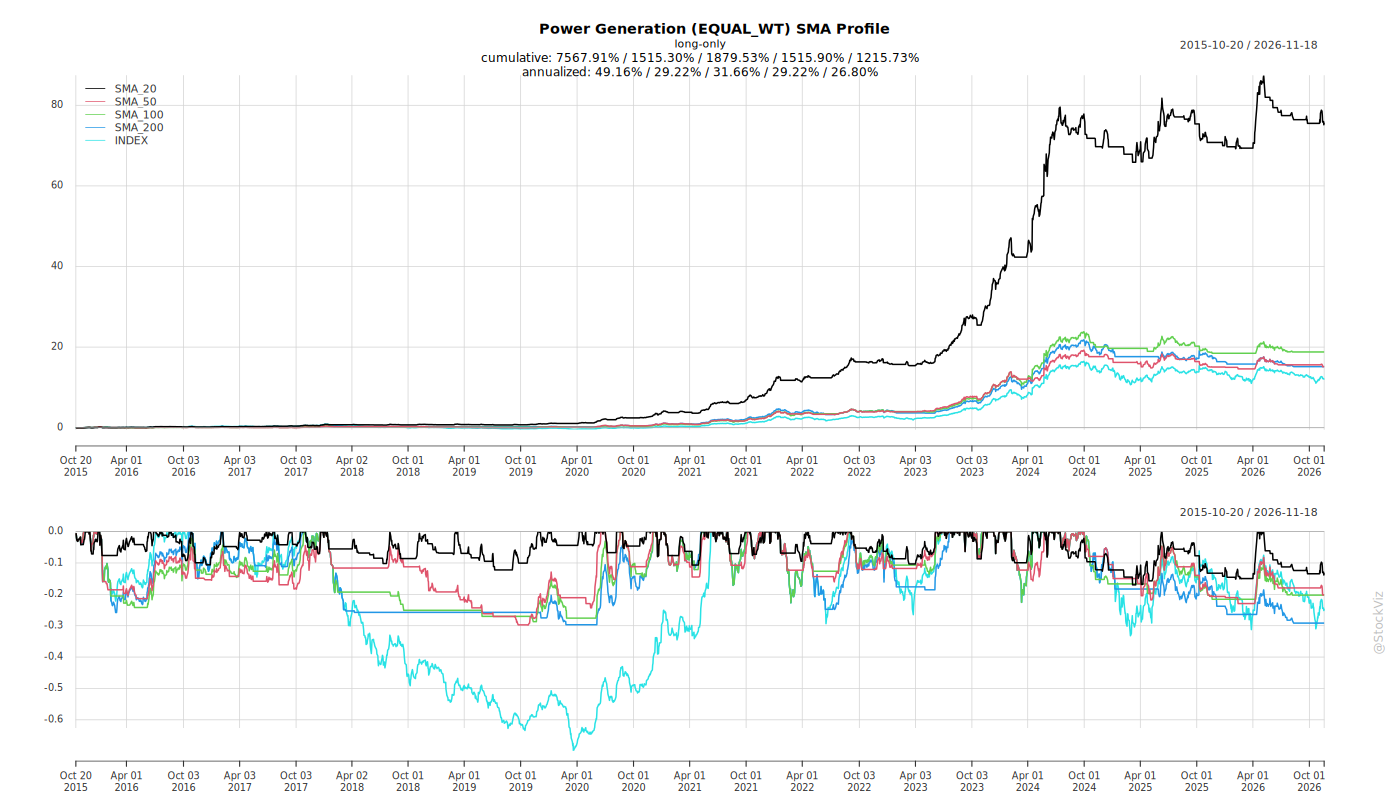 Power Generation (EQUAL_WT) SMA Profile
long-only
cumulative: 7567.91% / 1515.30% / 1879.53% / 1515.90% / 1215.73%
annualized: 49.16% / 29.22% / 31.66% / 29.22% / 26.80%
2015-10-20 / 2026-11-18
SMA_20
SMA_50
SMA_100
SMA_200
INDEX
80
60
40
20
0
Oct 20 Apr 01 Oct 03 Apr 03 Oct 03 Apr 02 Oct 01 Apr 01 Oct 01 Apr 01 Oct 01 Apr 01 Oct 01 Apr 01 Oct 03 Apr 03 Oct 03 Apr 01 Oct 01 Apr 01 Oct 01 Apr 01 Oct 01
2015 2016 2016 2017 2017 2018 2018 2019 2019 2020 2020 2021 2021 2022 2022 2023 2023 2024 2024 2025 2025 2026 2026
2015-10-20 / 2026-11-18
0.0
-0.1
-0.2
-0.3
-0.4
-0.5
-0.6
Oct 20 Apr 01 Oct 03 Apr 03 Oct 03 Apr 02 Oct 01 Apr 01 Oct 01 Apr 01 Oct 01 Apr 01 Oct 01 Apr 01 Oct 03 Apr 03 Oct 03 Apr 01 Oct 01 Apr 01 Oct 01 Apr 01 Oct 01
2015 2016 2016 2017 2017 2018 2018 2019 2019 2020 2020 2021 2021 2022 2022 2023 2023 2024 2024 2025 2025 2026 2026
@StockViz